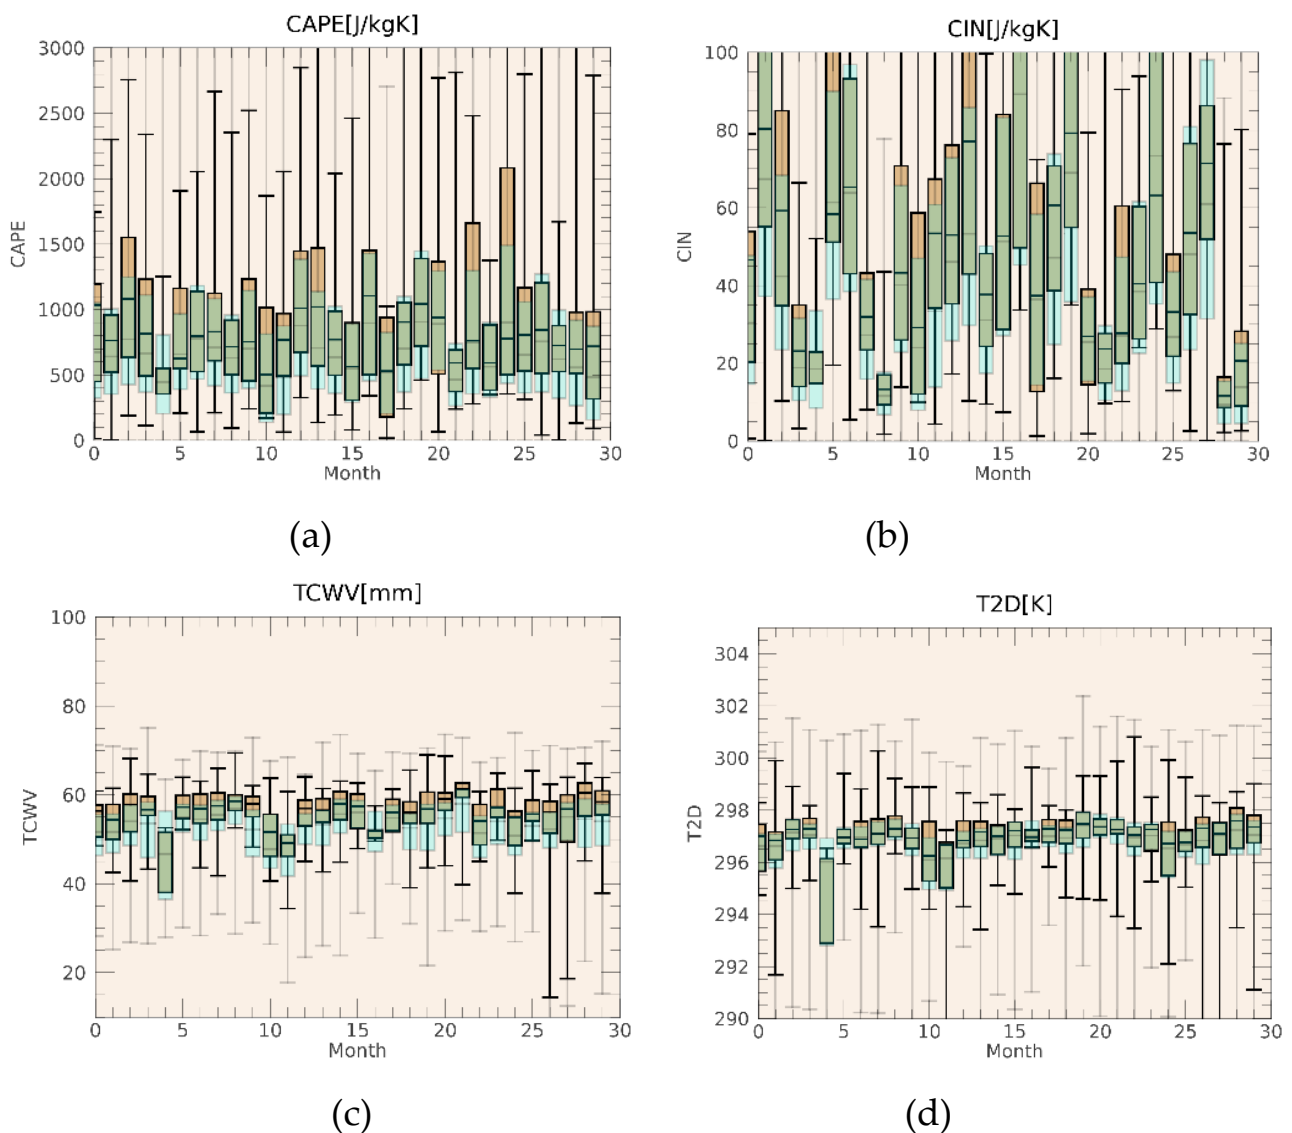 CAPE[J/kgK]
CIN[J/kgK]
3000
2500
2000
1500
1000
500
0
CAPE
0 5 10 15 20 25 30
Month
100
80
60
40
20
0
CIN
0 5 10 15 20 25 30
Month
(a)
(b)
TCWV[mm]
T2D[K]
100
80
60
40
20
TCWV
0 5 10 15 20 25 30
Month
304
302
300
298
296
294
292
290
T2D
0 5 10 15 20 25 30
Month
(c)
(d)